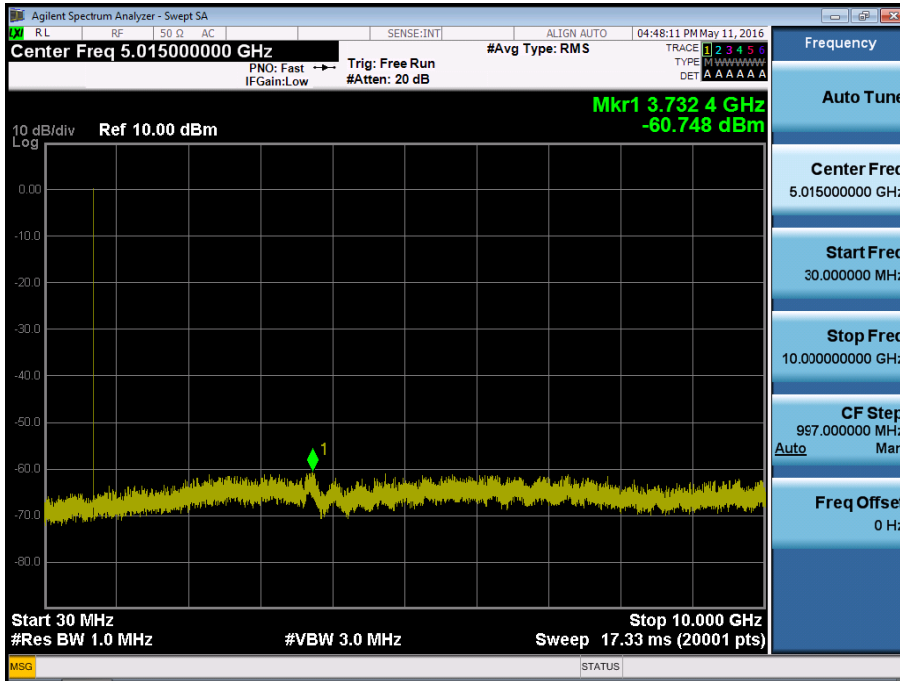 Agilent Spectrum Analyzer - Swept SA
LXI RL RF 50 Ω AC SENSE:INT ALIGN AUTO 04:48:11 PM May 11, 2016
Center Freq 5.015000000 GHz
PNO: Fast
IFGain:Low
Trig: Free Run
#Atten: 20 dB
#Avg Type: RMS
TRACE 1 2 3 4 5 6
TYPE M WWWWW
DET A A A A A A
Mkr1 3.732 4 GHz
-60.748 dBm
10 dB/div Ref 10.00 dBm
Log
0.00
-10.0
-20.0
-30.0
-40.0
-50.0
-60.0
-70.0
-80.0
1
Start 30 MHz Stop 10.000 GHz
#Res BW 1.0 MHz #VBW 3.0 MHz Sweep 17.33 ms (20001 pts)
MSG STATUS
Frequency
Auto Tune
Center Freq
5.015000000 GHz
Start Freq
30.000000 MHz
Stop Freq
10.000000000 GHz
CF Step
997.000000 MHz
Auto Man
Freq Offset
0 Hz